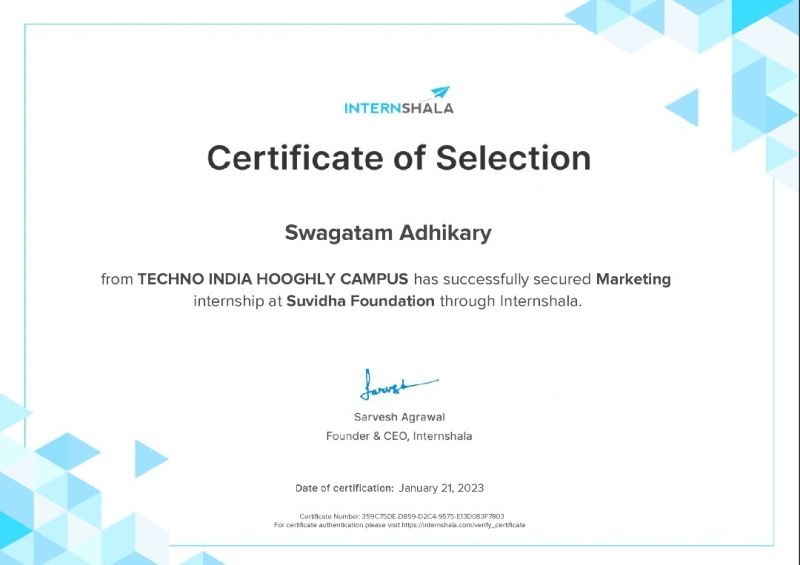 INTERNSHALA
Certificate of Selection
Swagatam Adhikary
from TECHNO INDIA HOOGHLY CAMPUS has successfully secured Marketing
internship at Suvidha Foundation through Internshala.
Sarvesh
Sarvesh Agrawal
Founder & CEO, Internshala
Date of certification: January 21, 2023
Certificate Number: 359C75DE-D859-D2C4-9575-E13D083F7803
For certificate authentication please visit https://internshala.com/verify_certificate